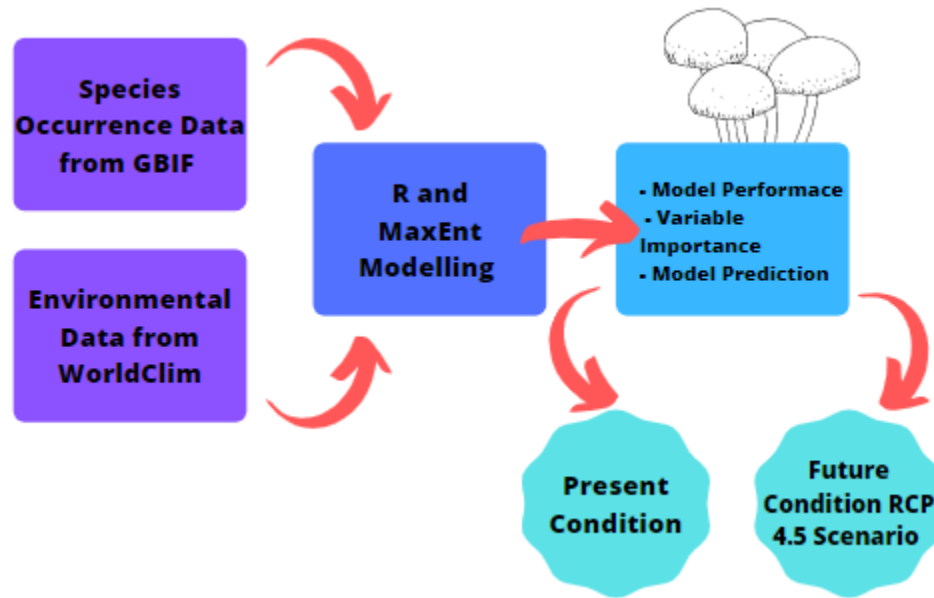 Species
Occurrence Data
from GBIF
Environmental
Data from
WorldClim
R and
MaxEnt
Modelling
- Model Performace
- Variable
Importance
- Model Prediction
Present
Condition
Future
Condition RCP
4.5 Scenario